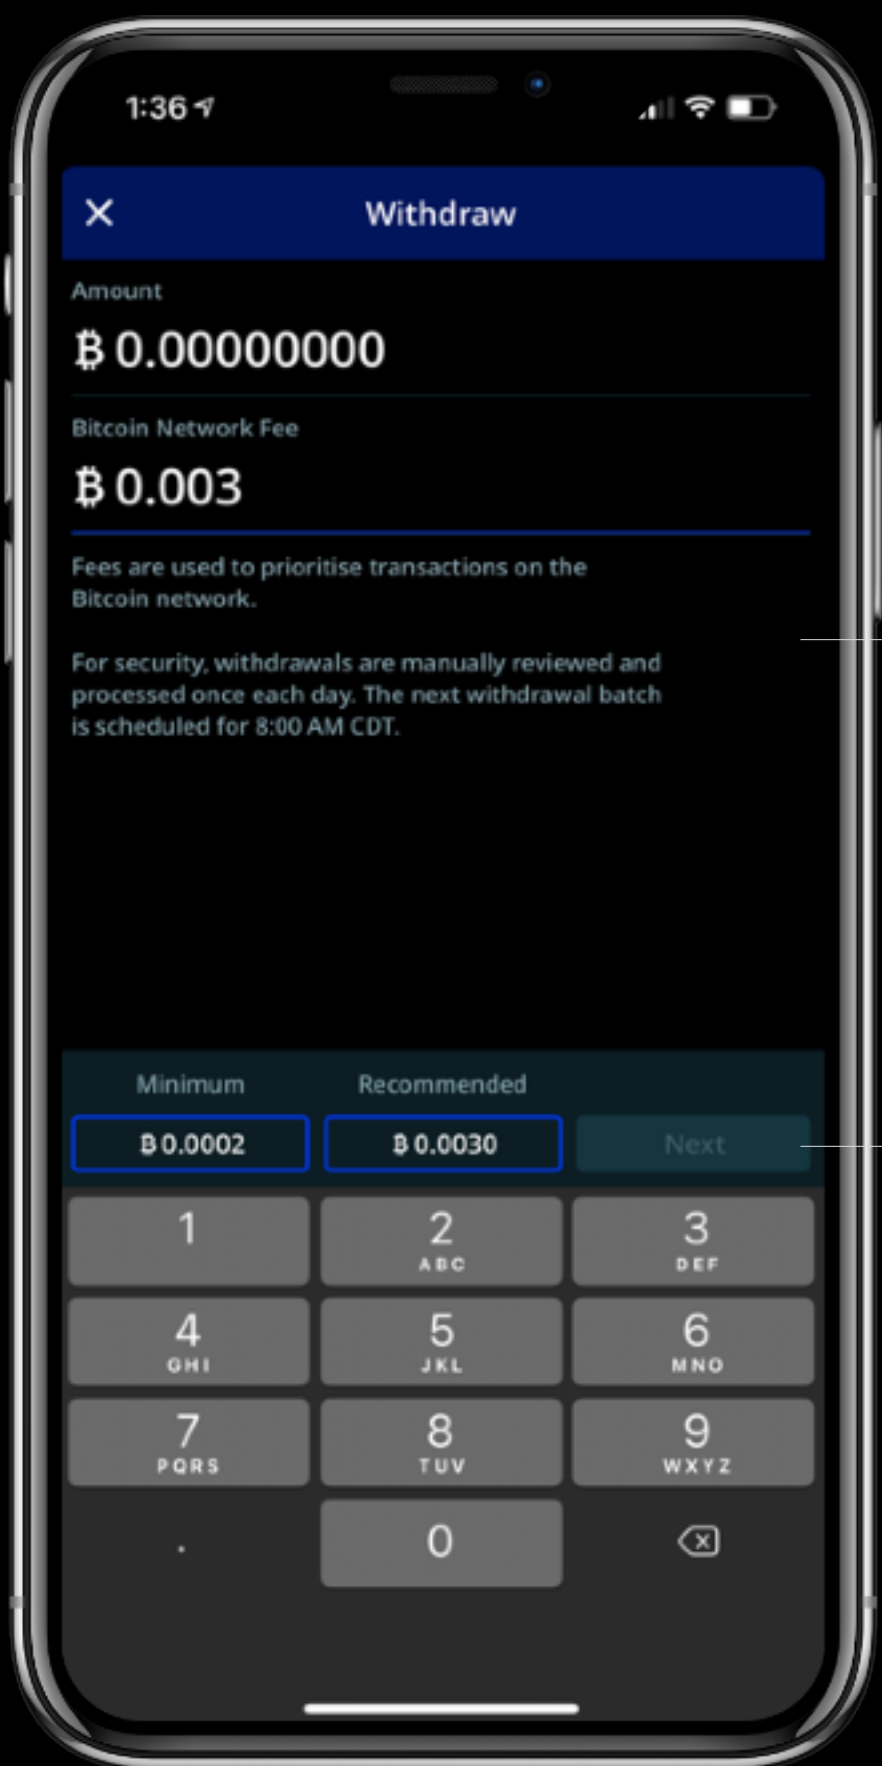 1:36
Withdraw
Amount
₿ 0.00000000
Bitcoin Network Fee
₿ 0.003
Fees are used to prioritise transactions on the
Bitcoin network.
For security, withdrawals are manually reviewed and
processed once each day. The next withdrawal batch
is scheduled for 8:00 AM CDT.
Minimum Recommended
₿ 0.0002 ₿ 0.0030 Next
1 2 3
ABC DEF
4 5 6
GHI JKL MNO
7 8 9
PQRS TUV WXYZ
. 0